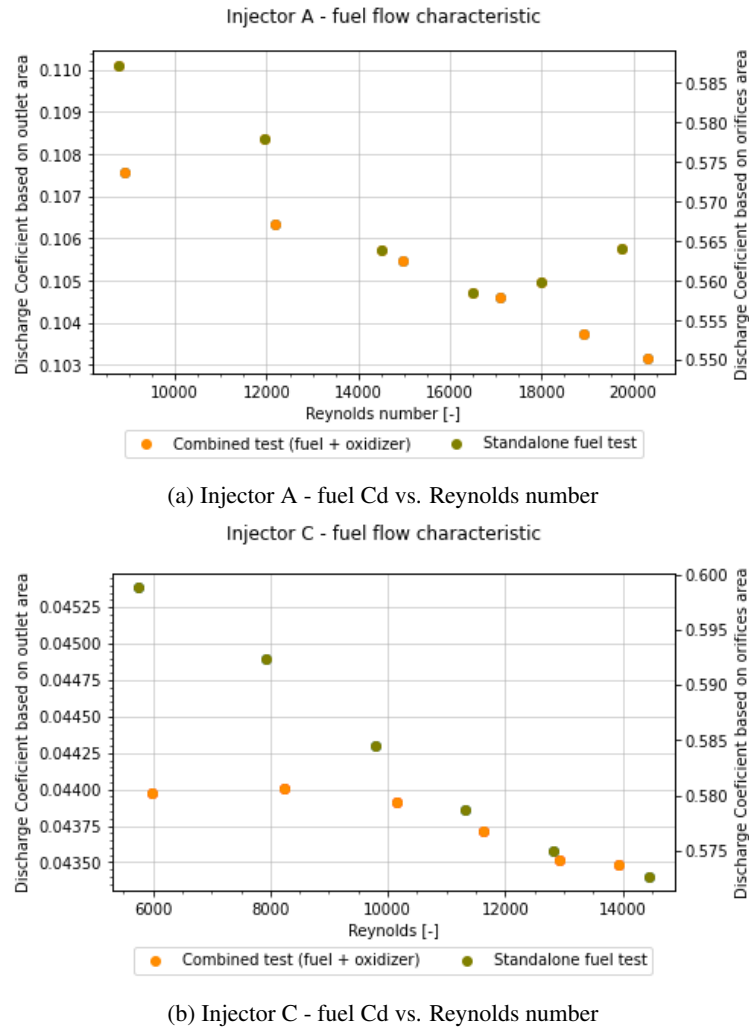 Injector A - fuel flow characteristic
Discharge Coeficient based on outlet area
0.110
0.109
0.108
0.107
0.106
0.105
0.104
0.103
0.585
0.580
0.575
0.570
0.565
0.560
0.555
0.550
Discharge Coefficient based on orifices area
10000 12000 14000 16000 18000 20000
Reynolds number [-]
Combined test (fuel + oxidizer) Standalone fuel test
(a) Injector A - fuel Cd vs. Reynolds number
Injector C - fuel flow characteristic
Discharge Coefficient based on outlet area
0.04525
0.04500
0.04475
0.04450
0.04425
0.04400
0.04375
0.04350
0.600
0.595
0.590
0.585
0.580
0.575
Discharge Coefficient based on orifices area
6000 8000 10000 12000 14000
Reynolds [-]
Combined test (fuel + oxidizer) Standalone fuel test
(b) Injector C - fuel Cd vs. Reynolds number